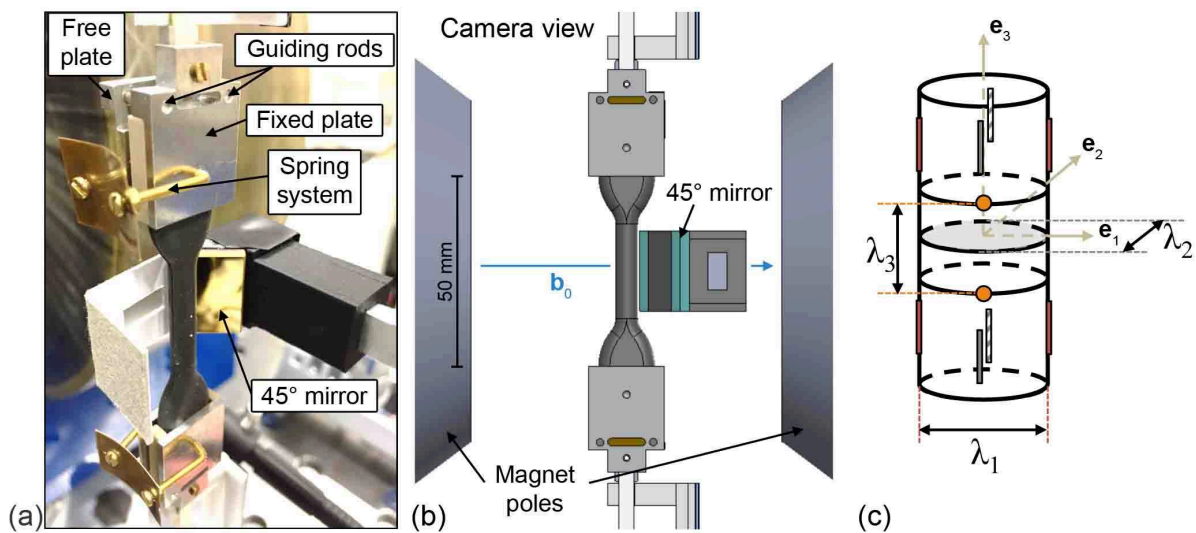 Free
plate
Guiding rods
Fixed plate
Spring
system
45° mirror
(a)
Camera view
45° mirror
50 mm
b₀
Magnet
poles
(b)
e₃
e₂
e₁
λ₃
λ₂
λ₁
(c)